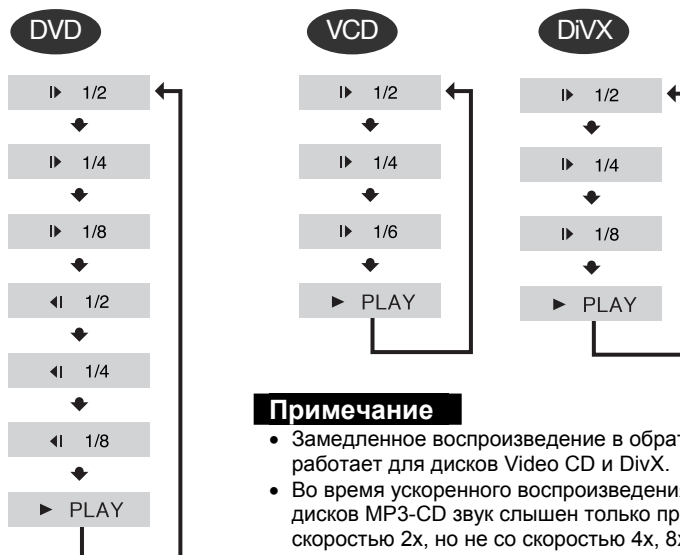 DVD
1/2
1/4
1/8
1/2
1/4
1/8
PLAY
VCD
1/2
1/4
1/6
PLAY
DiVX
1/2
1/4
1/8
PLAY
Примечание
• Замедленное воспроизведение в обрат
работает для дисков Video CD и DivX.
• Во время ускоренного воспроизведения
дисков MP3-CD звук слышен только пр
скоростью 2x, но не со скоростью 4x, 8x